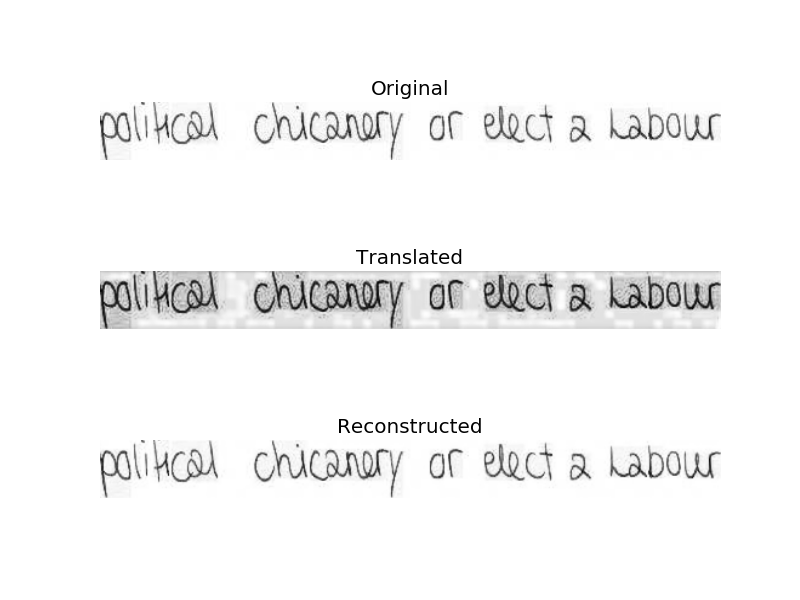 Original
political chicanery or elect a Labour
Translated
political chicanery or elect a Labour
Reconstructed
political chicanery or elect a Labour